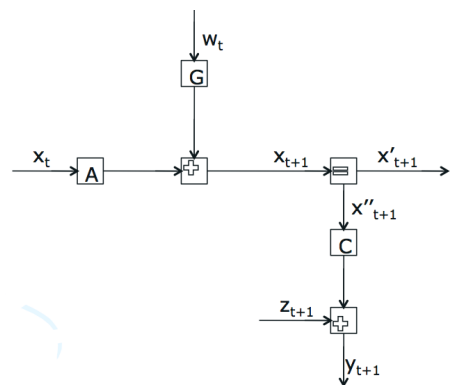 w_t
G
x_t
A
x_{t+1}
=
x'_{t+1}
x''_{t+1}
C
z_{t+1}
y_{t+1}